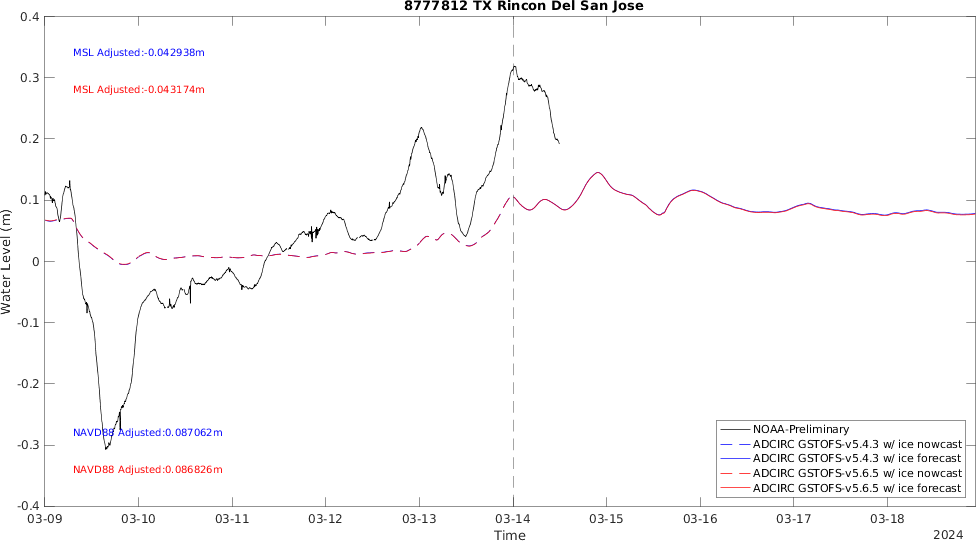 8777812 TX Rincon Del San Jose
0.4
MSL Adjusted:-0.042938m
0.3
MSL Adjusted:-0.043174m
0.2
0.1
0
-0.1
-0.2
-0.3
-0.4
Water Level (m)
NAVD88 Adjusted:0.087062m
NAVD88 Adjusted:0.086826m
NOAA-Preliminary
ADCIRC GSTOFS-v5.4.3 w/ ice nowcast
ADCIRC GSTOFS-v5.4.3 w/ ice forecast
ADCIRC GSTOFS-v5.6.5 w/ ice nowcast
ADCIRC GSTOFS-v5.6.5 w/ ice forecast
03-09 03-10 03-11 03-12 03-13 03-14 03-15 03-16 03-17 03-18
Time
2024